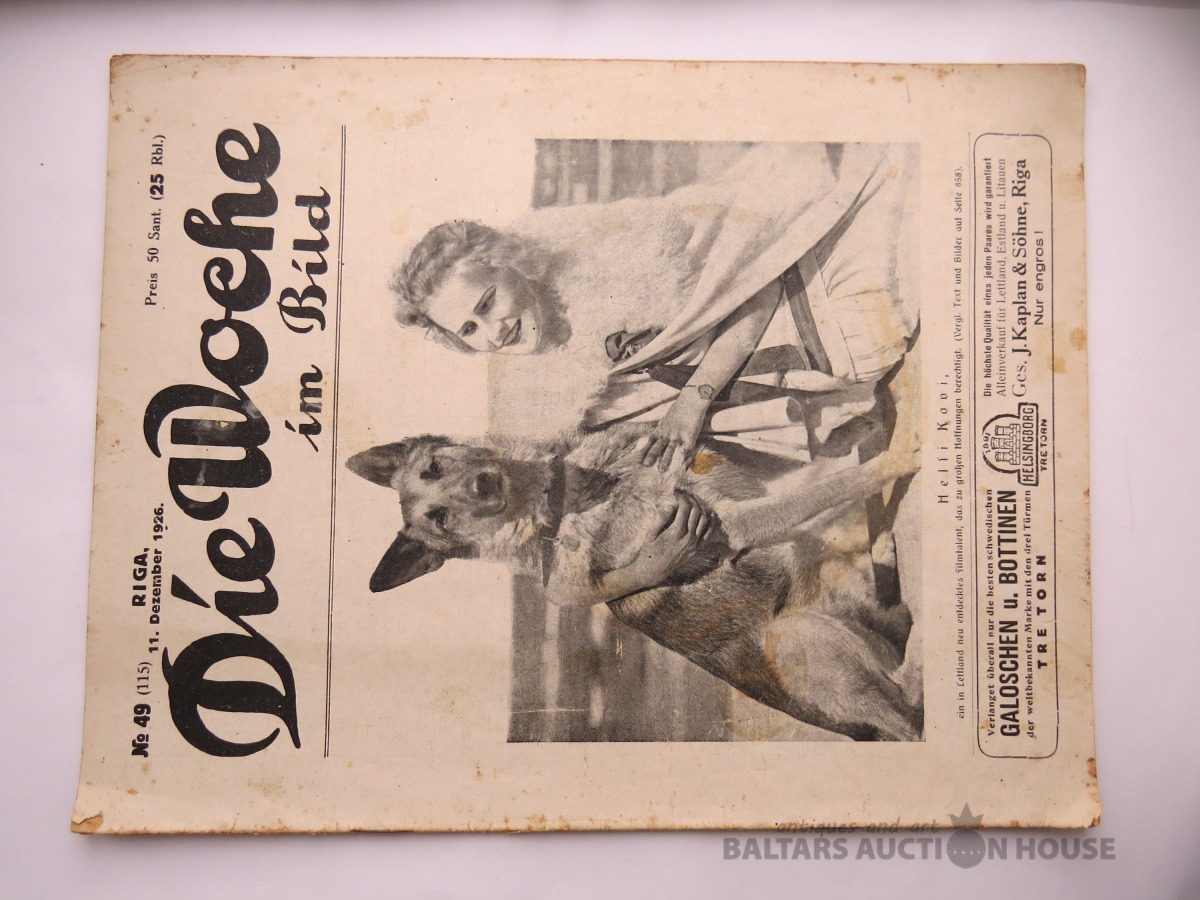 № 49 (115)
RIGA,
11. Dezember 1926.
Preis 50 Sant. (25 Rbl.)
Die Woche
im Bild
Helli Kovi,
ein in Lettland neu entdecktes Filmtalent, das zu großen Hoffnungen berechtigt. (Vergl. Text und Bilder auf Seite 858).
Verlanget überall nur die besten schwedischen
GALOSCHEN u. BOTTINEN
der weltbekannten Marke mit den drei Türmen
TRETORN
HELSINGBORG
TRETORN
Die höchste Qualität eines jeden Paares wird garantiert
Alleinverkauf für Lettland, Estland u. Litauen
Ges. J. Kaplan & Söhne, Riga
Nur engros!
antiques and art
BALTARS AUCTION HOUSE